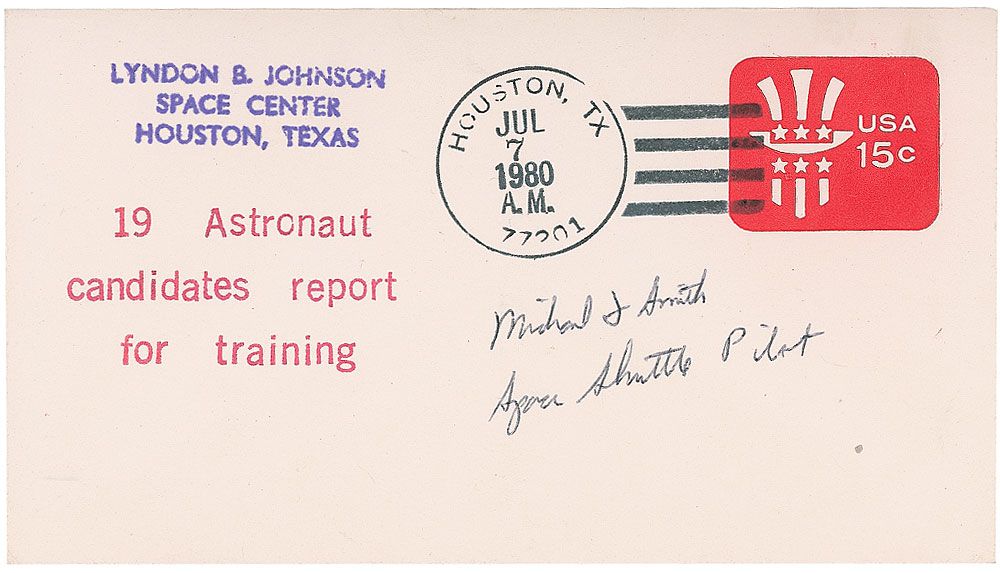 LYNDON B. JOHNSON
SPACE CENTER
HOUSTON, TEXAS
19 Astronaut
candidates report
for training
HOUSTON, TX
JUL
7
1980
A.M.
77201
USA
15c
Michael J Smith
Space Shuttle Pilot